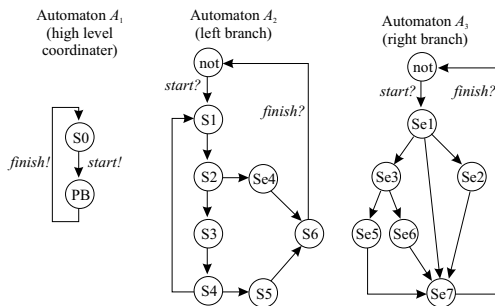 Automaton A₁
(high level
coordinater)
S0
finish!
start!
PB
Automaton A₂
(left branch)
not
start?
finish?
S1
S2
Se4
S3
S6
S4
S5
Automaton A₃
(right branch)
not
start?
finish?
Se1
Se3
Se2
Se5
Se6
Se7